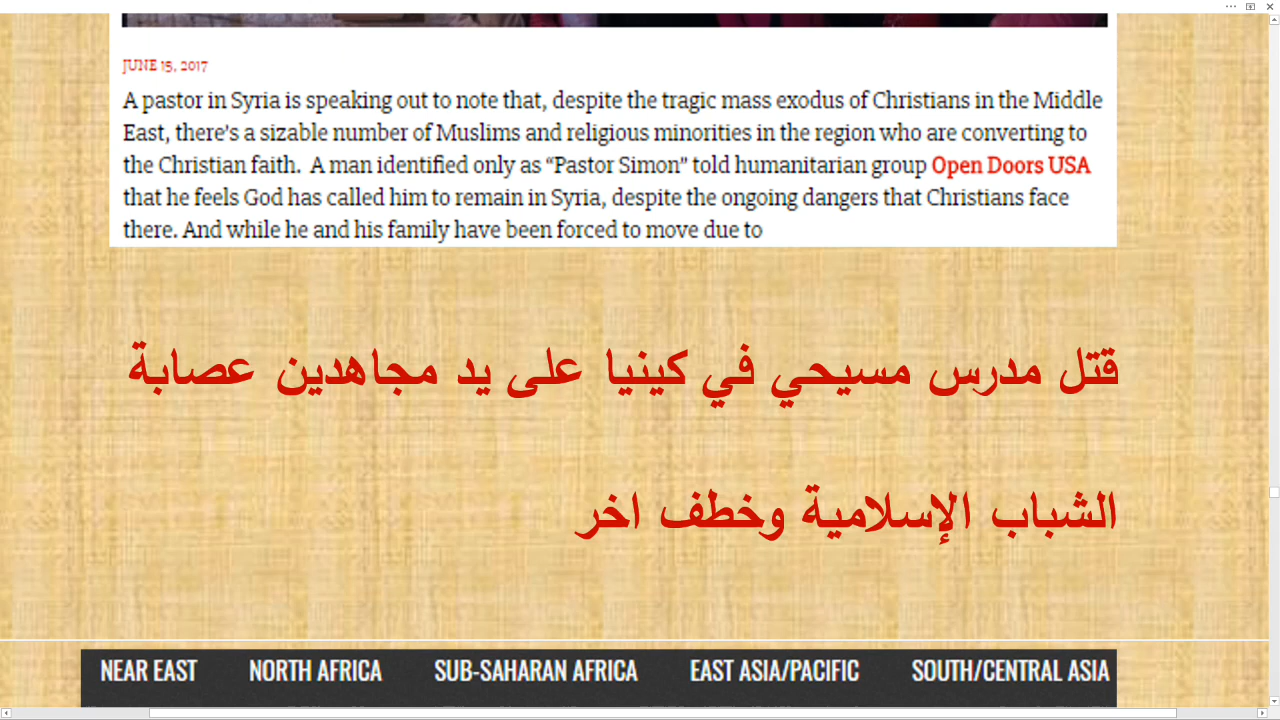 JUNE 15, 2017
A pastor in Syria is speaking out to note that, despite the tragic mass exodus of Christians in the Middle
East, there's a sizable number of Muslims and religious minorities in the region who are converting to
the Christian faith.  A man identified only as “Pastor Simon” told humanitarian group Open Doors USA
that he feels God has called him to remain in Syria, despite the ongoing dangers that Christians face
there. And while he and his family have been forced to move due to
قتل مدرس مسيحي في كينيا على يد مجاهدين عصابة
الشباب الإسلامية وخطف اخر
NEAR EAST NORTH AFRICA SUB-SAHARAN AFRICA EAST ASIA/PACIFIC SOUTH/CENTRAL ASIA